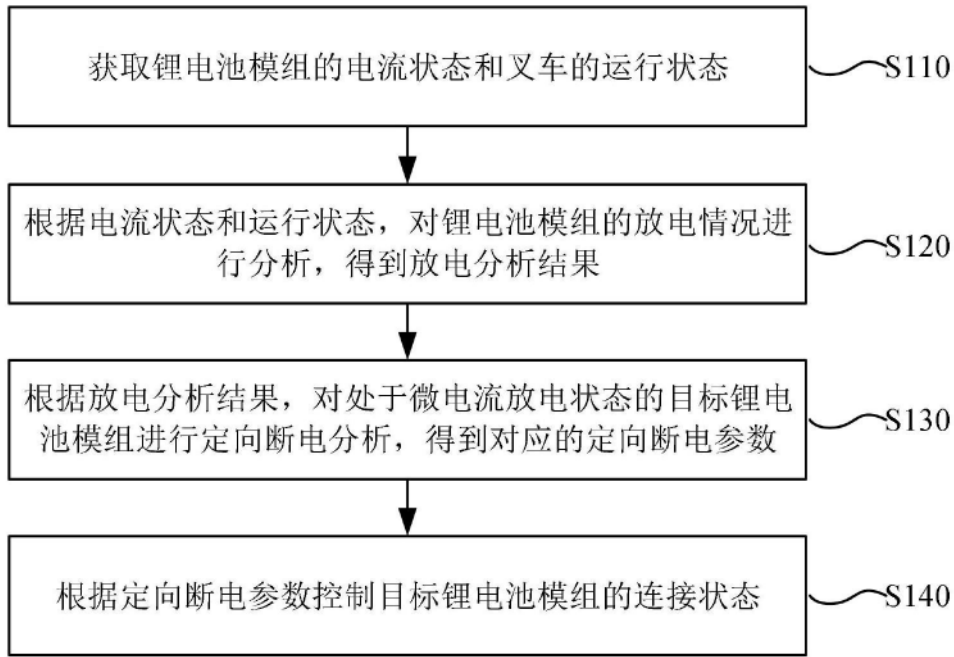 获取锂电池模组的电流状态和叉车的运行状态
S110
根据电流状态和运行状态，对锂电池模组的放电情况进
行分析，得到放电分析结果
S120
根据放电分析结果，对处于微电流放电状态的目标锂电
池模组进行定向断电分析，得到对应的定向断电参数
S130
根据定向断电参数控制目标锂电池模组的连接状态
S140